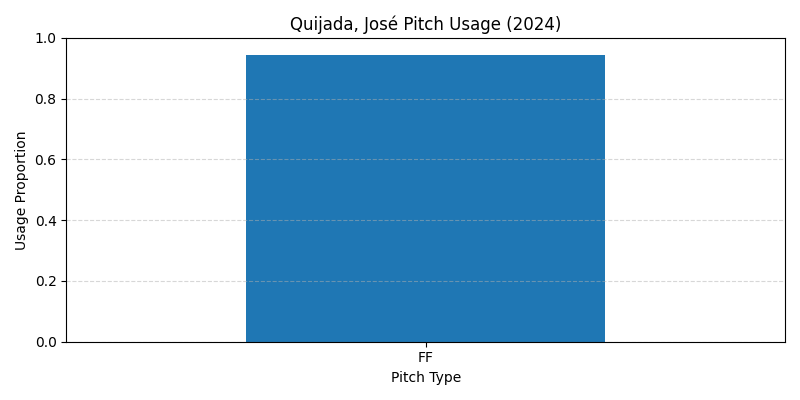 Quijada, José Pitch Usage (2024)
1.0
0.8
0.6
0.4
0.2
0.0
Usage Proportion
FF
Pitch Type